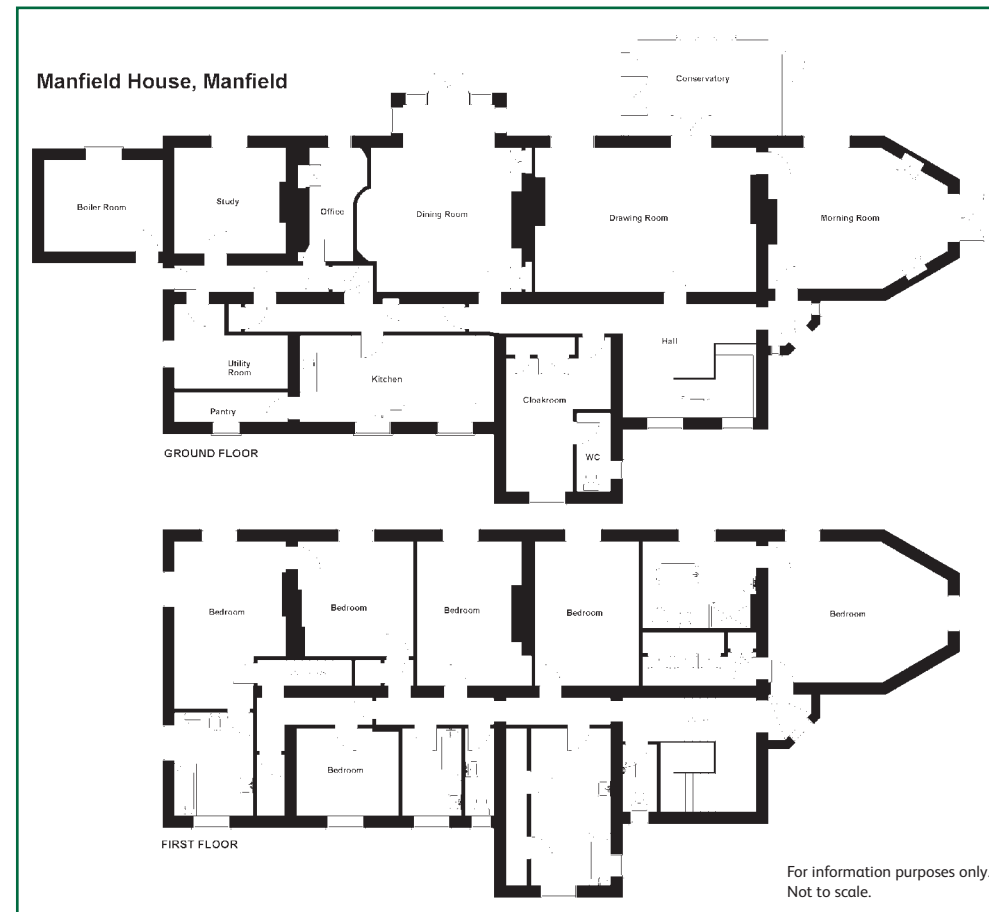 Manfield House, Manfield
Conservatory
Boiler Room
Study
Office
Dining Room
Drawing Room
Morning Room
Hall
Utility
Room
Kitchen
Cloakroom
Pantry
WC
GROUND FLOOR
Bedroom
Bedroom
Bedroom
Bedroom
Bedroom
Bedroom
FIRST FLOOR
For information purposes only.
Not to scale.